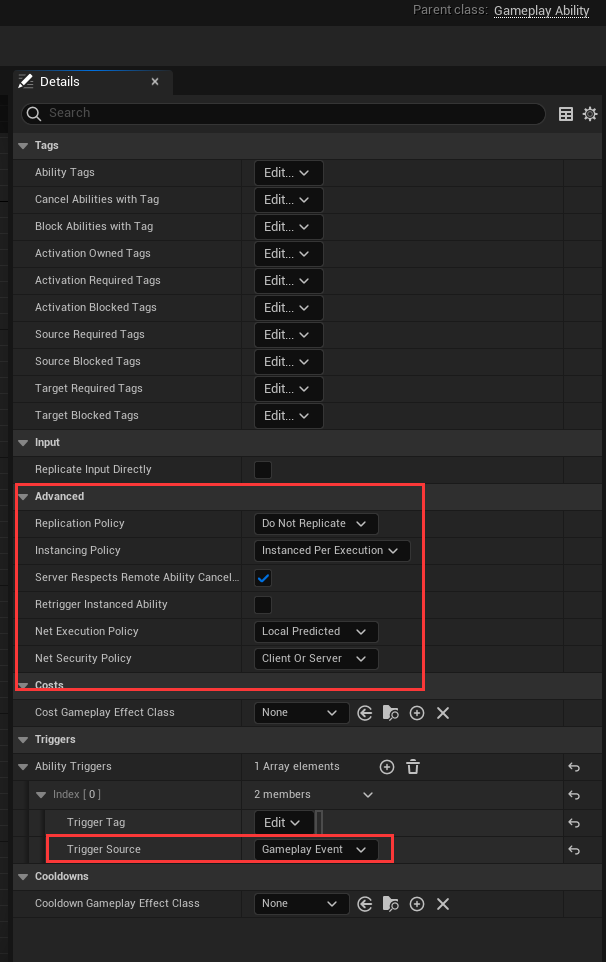 Parent class: Gameplay Ability
Details
Search
Tags
Ability Tags Edit...
Cancel Abilities with Tag Edit...
Block Abilities with Tag Edit...
Activation Owned Tags Edit...
Activation Required Tags Edit...
Activation Blocked Tags Edit...
Source Required Tags Edit...
Source Blocked Tags Edit...
Target Required Tags Edit...
Target Blocked Tags Edit...
Input
Replicate Input Directly
Advanced
Replication Policy Do Not Replicate
Instancing Policy Instanced Per Execution
Server Respects Remote Ability Cancel...
Retrigger Instanced Ability
Net Execution Policy Local Predicted
Net Security Policy Client Or Server
Costs
Cost Gameplay Effect Class None
Triggers
Ability Triggers 1 Array elements
Index [ 0 ] 2 members
Trigger Tag Edit
Trigger Source Gameplay Event
Cooldowns
Cooldown Gameplay Effect Class None